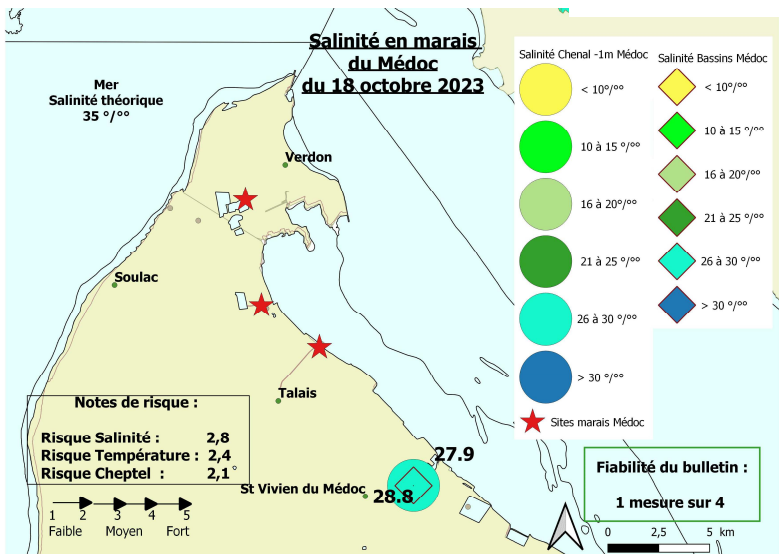 Salinité en marais
du Médoc
du 18 octobre 2023
Mer
Salinité théorique
35 °/°°
Verdon
Soulac
Talais
St Vivien du Médoc
27.9
28.8
Salinité Chenal -1m Médoc
< 10°/°°
10 à 15 °/°°
16 à 20°/°°
21 à 25 °/°°
26 à 30 °/°°
> 30 °/°°
Sites marais Médoc
Salinité Bassins Médoc
< 10°/°°
10 à 15 °/°°
16 à 20°/°°
21 à 25 °/°°
26 à 30 °/°°
> 30 °/°°
Notes de risque :
Risque Salinité : 2,8
Risque Température : 2,4
Risque Cheptel : 2,1
1 2 3 4 5
Faible Moyen Fort
Fiabilité du bulletin :
1 mesure sur 4
0 2,5 5 km